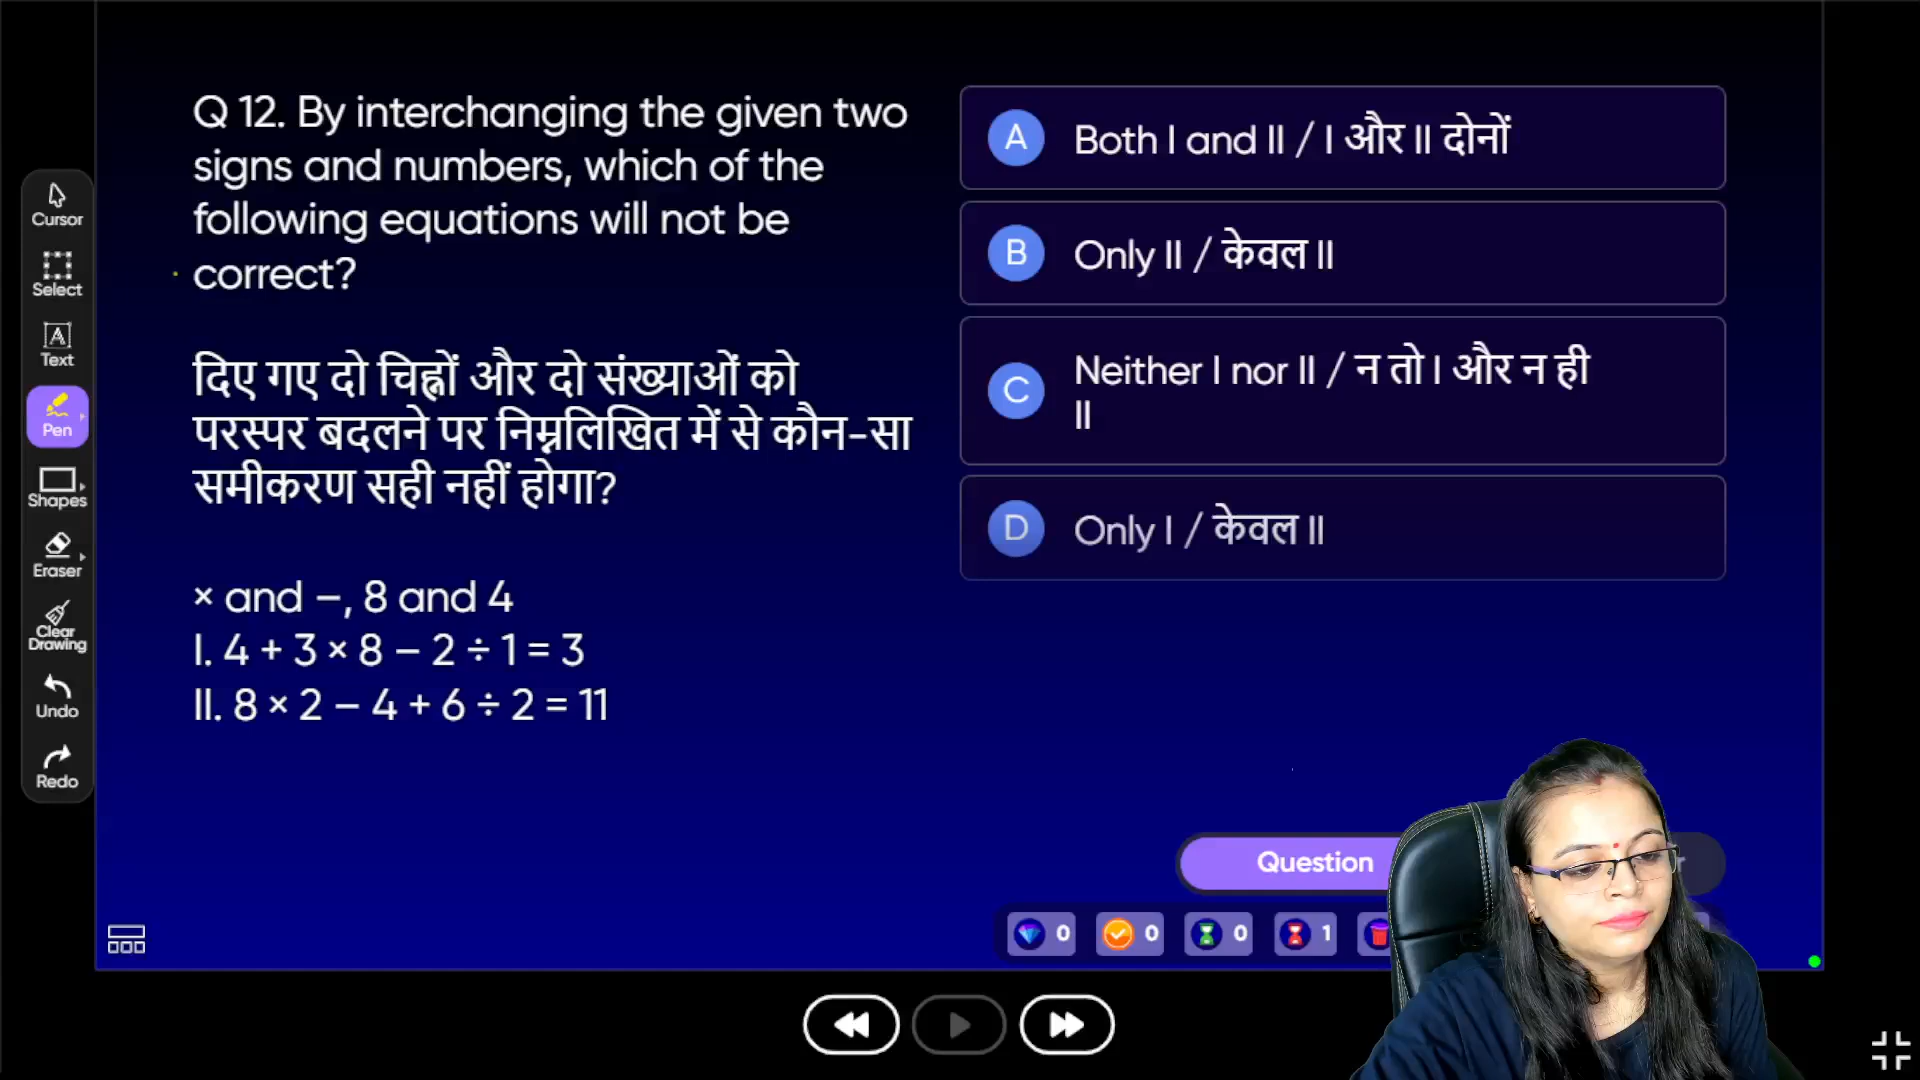 Q 12. By interchanging the given two
signs and numbers, which of the
following equations will not be
correct?
दिए गए दो चिह्नों और दो संख्याओं को
परस्पर बदलने पर निम्नलिखित में से कौन-सा
समीकरण सही नहीं होगा?
× and –, 8 and 4
I. 4 + 3 × 8 – 2 ÷ 1 = 3
II. 8 × 2 – 4 + 6 ÷ 2 = 11
A Both I and II / I और II दोनों
B Only II / केवल II
C Neither I nor II / न तो I और न ही
II
D Only I / केवल II
Cursor
Select
A
Text
Pen
Shapes
Eraser
Clear
Drawing
Undo
Redo
Question
0
0
0
1